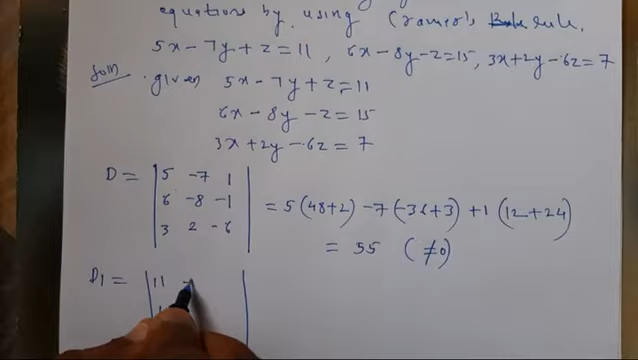 equations by using Cramer's Rule.
5x - 7y + z = 11, 6x - 8y - z = 15, 3x + 2y - 6z = 7
Soln given 5x - 7y + z = 11
6x - 8y - z = 15
3x + 2y - 6z = 7
D = | 5 -7 1 |
| 6 -8 -1 | = 5(48+2) -7(-36+3) +1(12+24)
| 3 2 -6 |
= 55 (≠0)
D1 = | 11 -